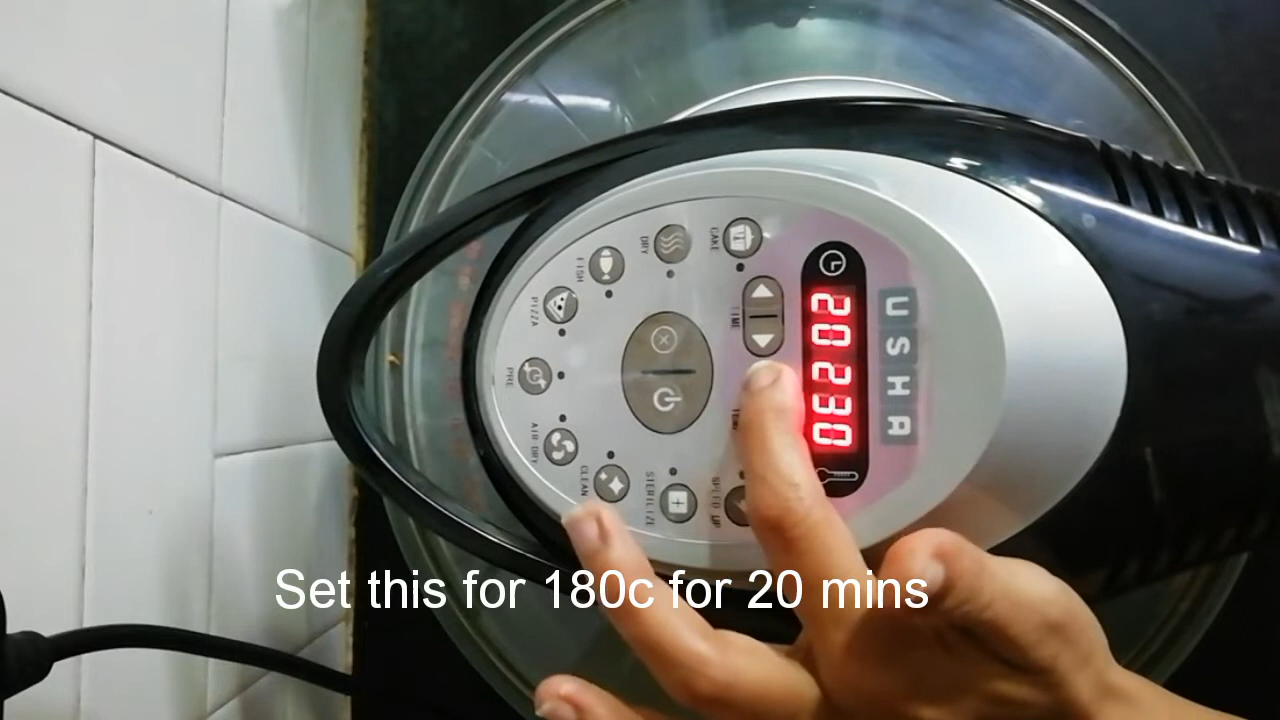 USHA
20 230
CAKE
TIME
DRY
FISH
PIZZA
PRE
AIR DRY
CLEAN
STERILIZE
SPEED UP
Set this for 180c for 20 mins